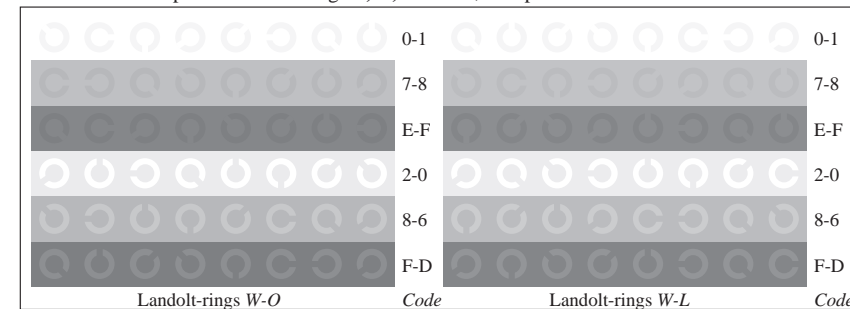 0-1 0-1
7-8 7-8
E-F E-F
2-0 2-0
8-6 8-6
F-D F-D
Landolt-rings W-O Code Landolt-rings W-L Code